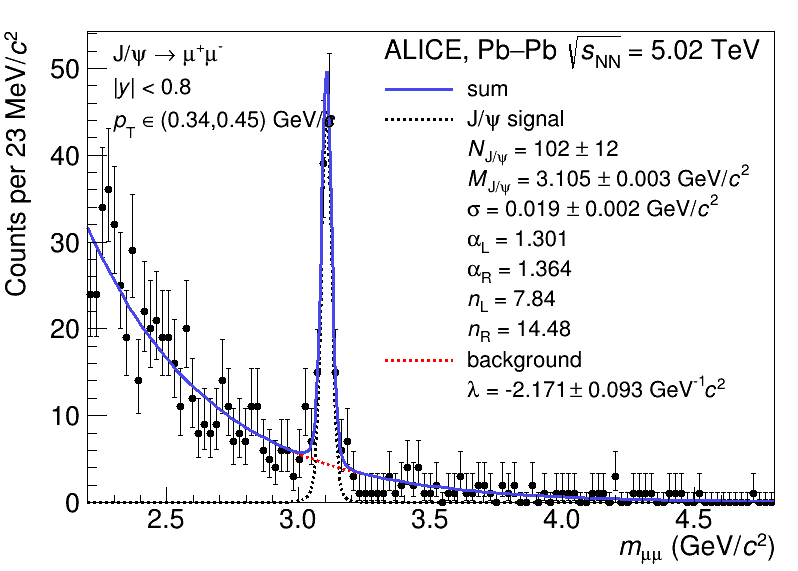 Counts per 23 MeV/c²
50
40
30
20
10
0
J/ψ → μ⁺μ⁻
|y| < 0.8
p_T ∈ (0.34,0.45) GeV/c
ALICE, Pb–Pb √s_NN = 5.02 TeV
sum
J/ψ signal
N_J/ψ = 102 ± 12
M_J/ψ = 3.105 ± 0.003 GeV/c²
σ = 0.019 ± 0.002 GeV/c²
α_L = 1.301
α_R = 1.364
n_L = 7.84
n_R = 14.48
background
λ = -2.171± 0.093 GeV⁻¹c²
2.5 3.0 3.5 4.0 4.5
m_μμ (GeV/c²)